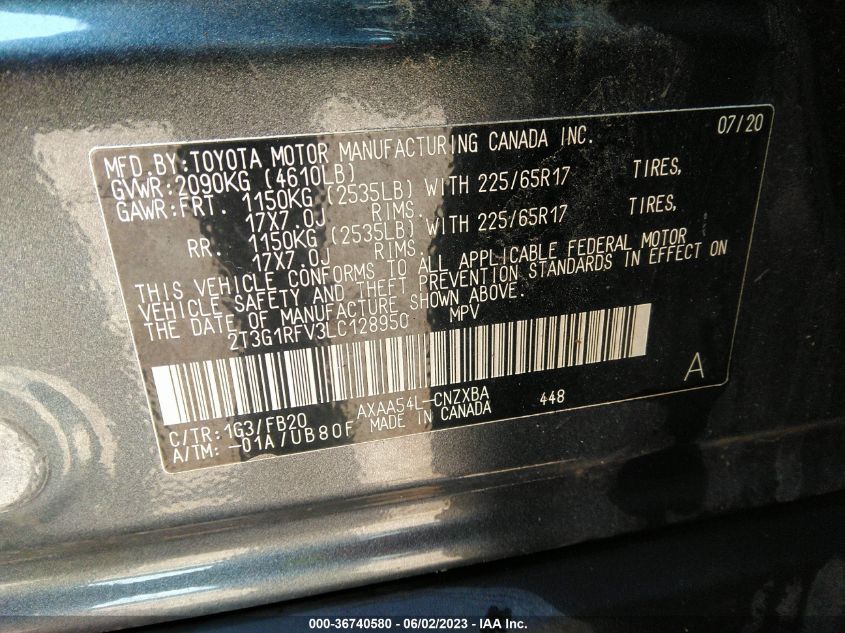 07/20
MFD.BY:TOYOTA MOTOR MANUFACTURING CANADA INC.
GVWR:2090KG (4610LB)
GAWR:FRT. 1150KG (2535LB) WITH 225/65R17 TIRES,
17X7.0J RIMS.
RR. 1150KG (2535LB) WITH 225/65R17 TIRES,
17X7.0J RIMS.
THIS VEHICLE CONFORMS TO ALL APPLICABLE FEDERAL MOTOR
VEHICLE SAFETY AND THEFT PREVENTION STANDARDS IN EFFECT ON
THE DATE OF MANUFACTURE SHOWN ABOVE.
2T3G1RFV3LC128950 MPV
A
C/TR:1G3/FB20 AXAA54L-CNZXBA 448
A/TM: -01A/UB80F MADE IN CANADA
000-36740580 - 06/02/2023 - IAA Inc.